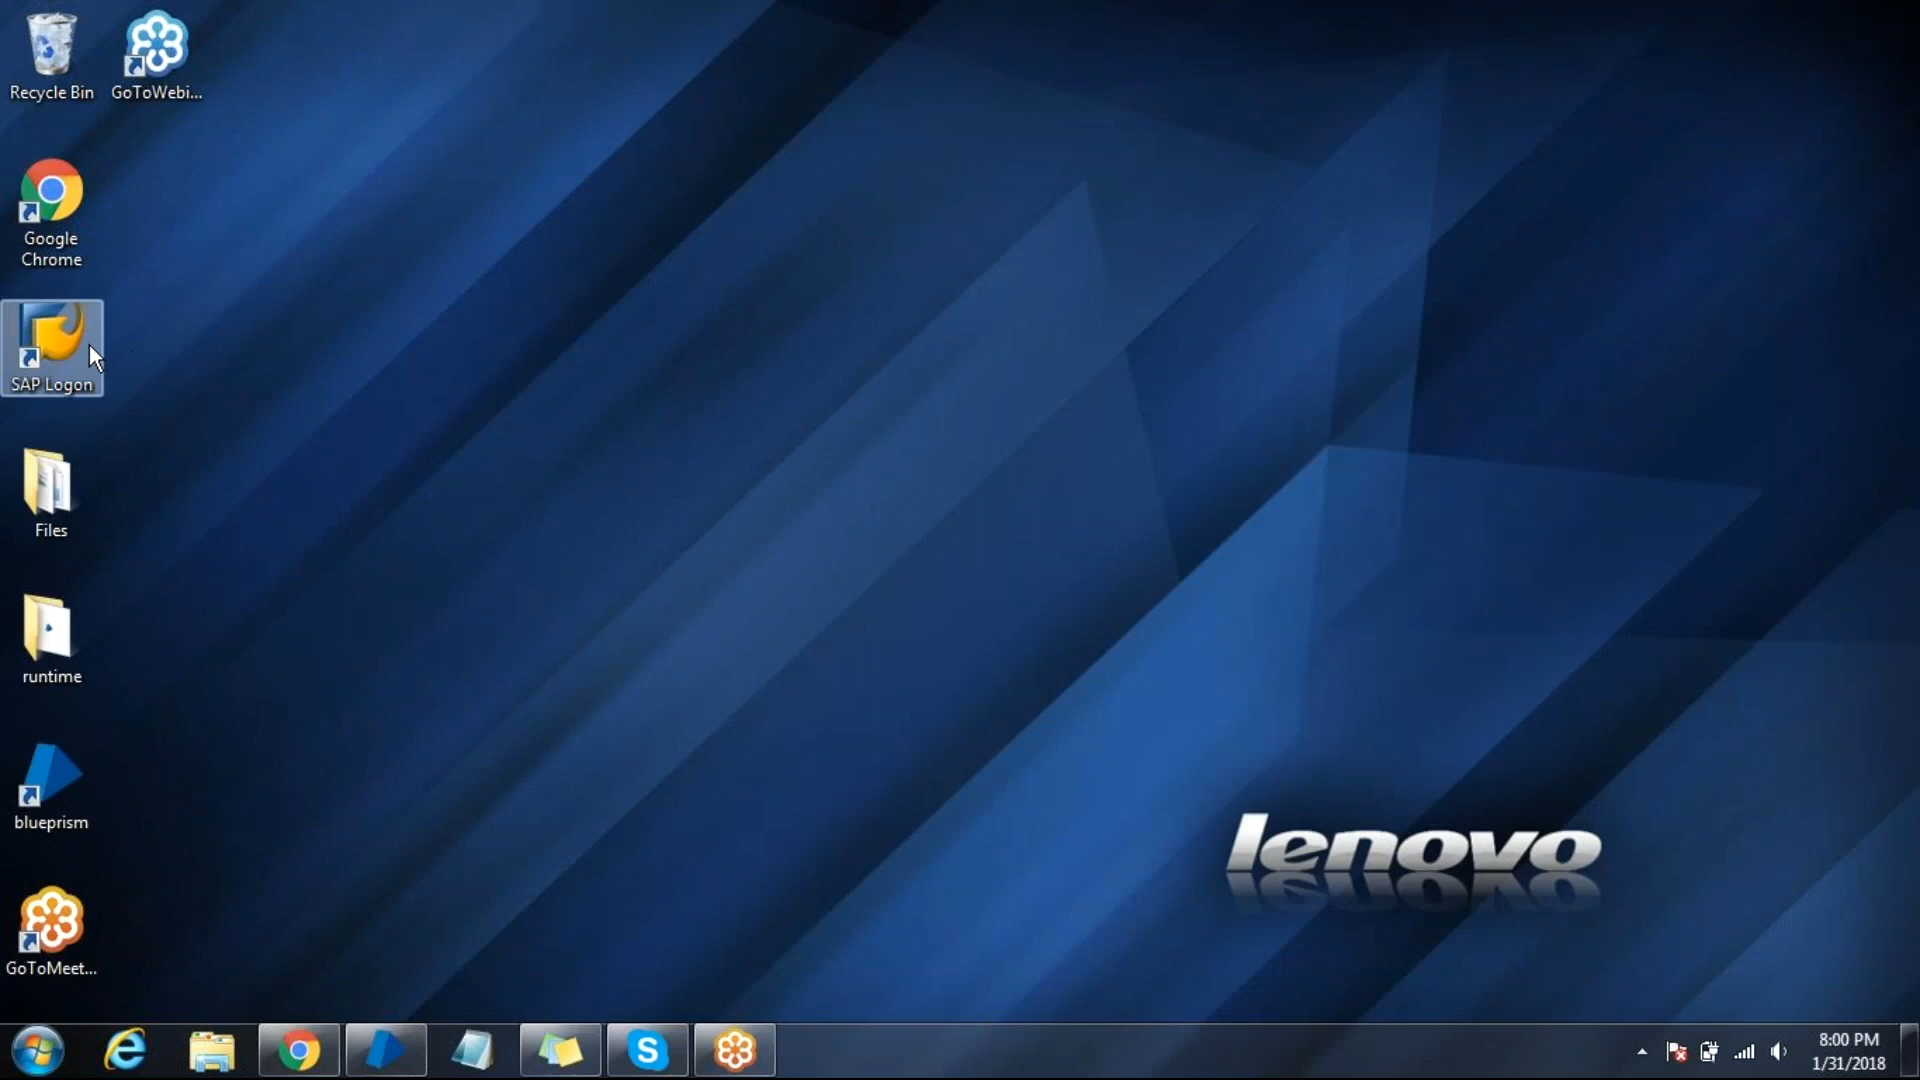 Recycle Bin
GoToWebi...
Google
Chrome
SAP Logon
Files
runtime
blueprism
GoToMeet...
lenovo
S
8:00 PM
1/31/2018